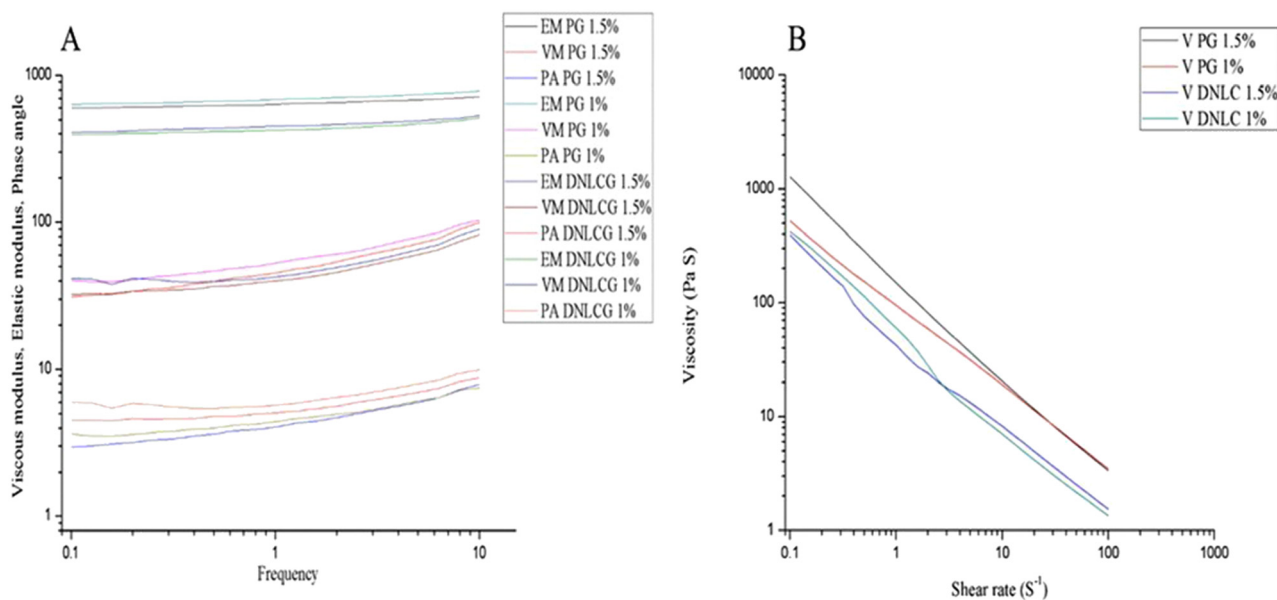 A
EM PG 1.5%
VM PG 1.5%
PA PG 1.5%
EM PG 1%
VM PG 1%
PA PG 1%
EM DNLCG 1.5%
VM DNLCG 1.5%
PA DNLCG 1.5%
EM DNLCG 1%
VM DNLCG 1%
PA DNLCG 1%
Viscous modulus, Elastic modulus, Phase angle
1000
100
10
1
0.1
1
10
Frequency
B
V PG 1.5%
V PG 1%
V DNLC 1.5%
V DNLC 1%
Viscosity (Pa S)
10000
1000
100
10
1
0.1
1
10
100
1000
Shear rate (S⁻¹)